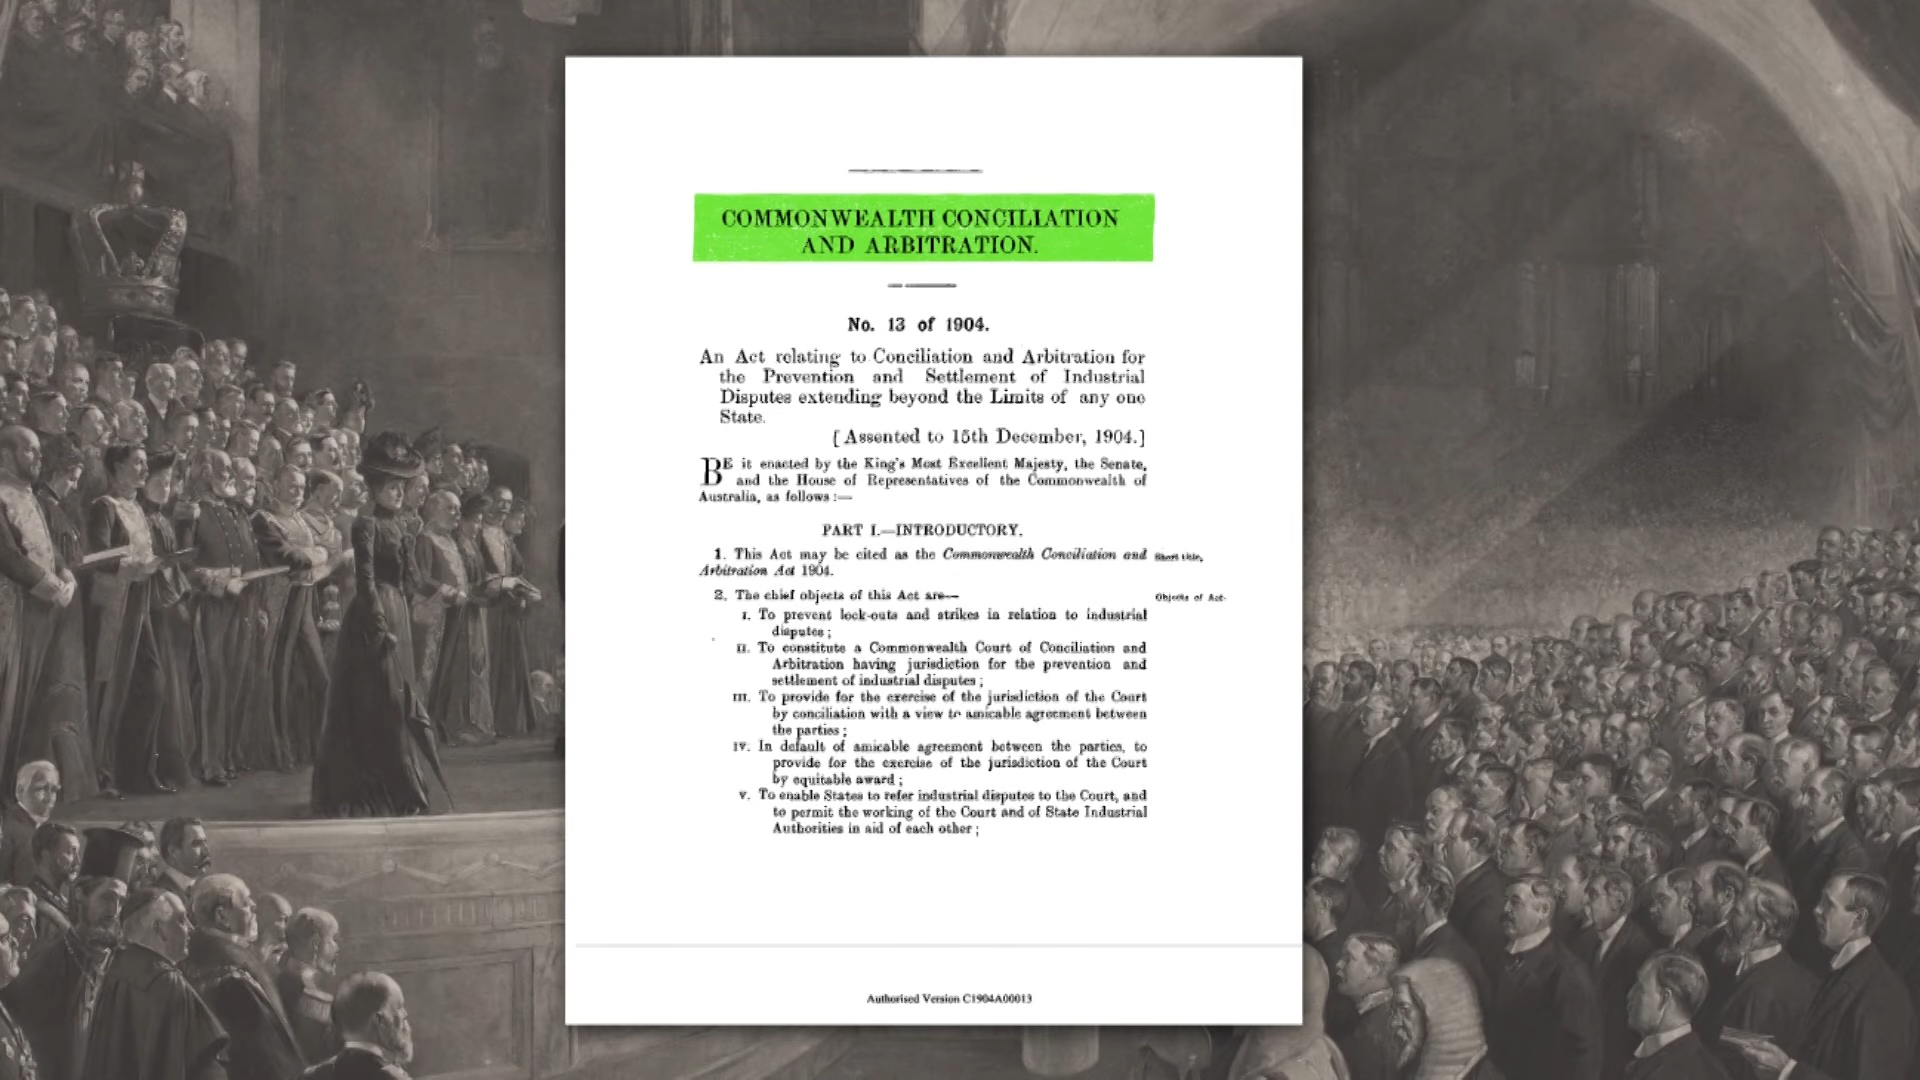 COMMONWEALTH CONCILIATION
AND ARBITRATION.
No. 13 of 1904.
An Act relating to Conciliation and Arbitration for
the Prevention and Settlement of Industrial
Disputes extending beyond the Limits of any one
State.
[Assented to 15th December, 1904.]
BE it enacted by the King's Most Excellent Majesty, the Senate,
and the House of Representatives of the Commonwealth of
Australia, as follows:—
PART I.—INTRODUCTORY.
1. This Act may be cited as the Commonwealth Conciliation and
Short title.
Arbitration Act 1904.
2. The chief objects of this Act are—
Objects of Act.
I. To prevent lock-outs and strikes in relation to industrial
disputes;
II. To constitute a Commonwealth Court of Conciliation and
Arbitration having jurisdiction for the prevention and
settlement of industrial disputes;
III. To provide for the exercise of the jurisdiction of the Court
by conciliation with a view to amicable agreement between
the parties;
IV. In default of amicable agreement between the parties, to
provide for the exercise of the jurisdiction of the Court
by equitable award;
V. To enable States to refer industrial disputes to the Court, and
to permit the working of the Court and of State Industrial
Authorities in aid of each other;
Authorised Version C1904A00013